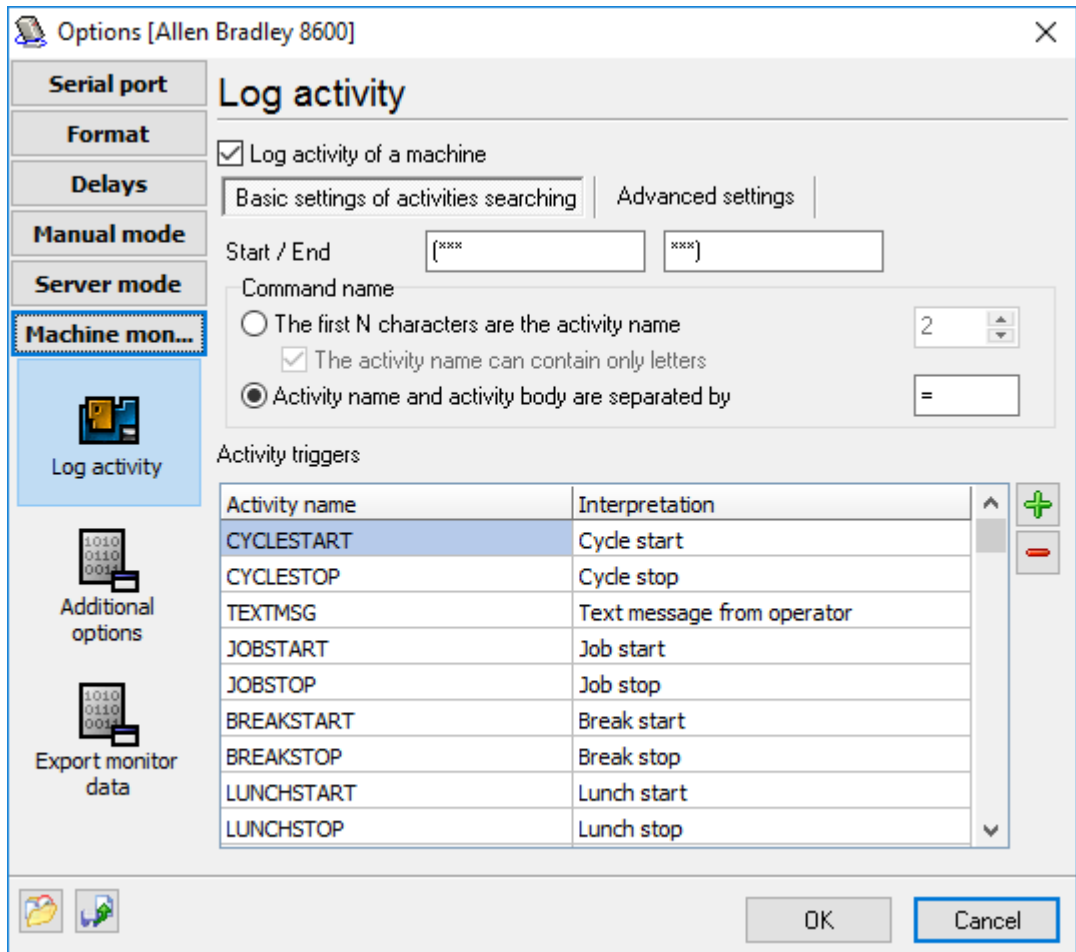 Options [Allen Bradley 8600]
Serial port
Format
Delays
Manual mode
Server mode
Machine mon...
Log activity
Additional
options
Export monitor
data
Log activity
Log activity of a machine
Basic settings of activities searching
Advanced settings
Start / End
(***
***)
Command name
The first N characters are the activity name
2
The activity name can contain only letters
Activity name and activity body are separated by
=
Activity triggers
Activity name Interpretation
CYCLESTART Cycle start
CYCLESTOP Cycle stop
TEXTMSG Text message from operator
JOBSTART Job start
JOBSTOP Job stop
BREAKSTART Break start
BREAKSTOP Break stop
LUNCHSTART Lunch start
LUNCHSTOP Lunch stop
OK
Cancel